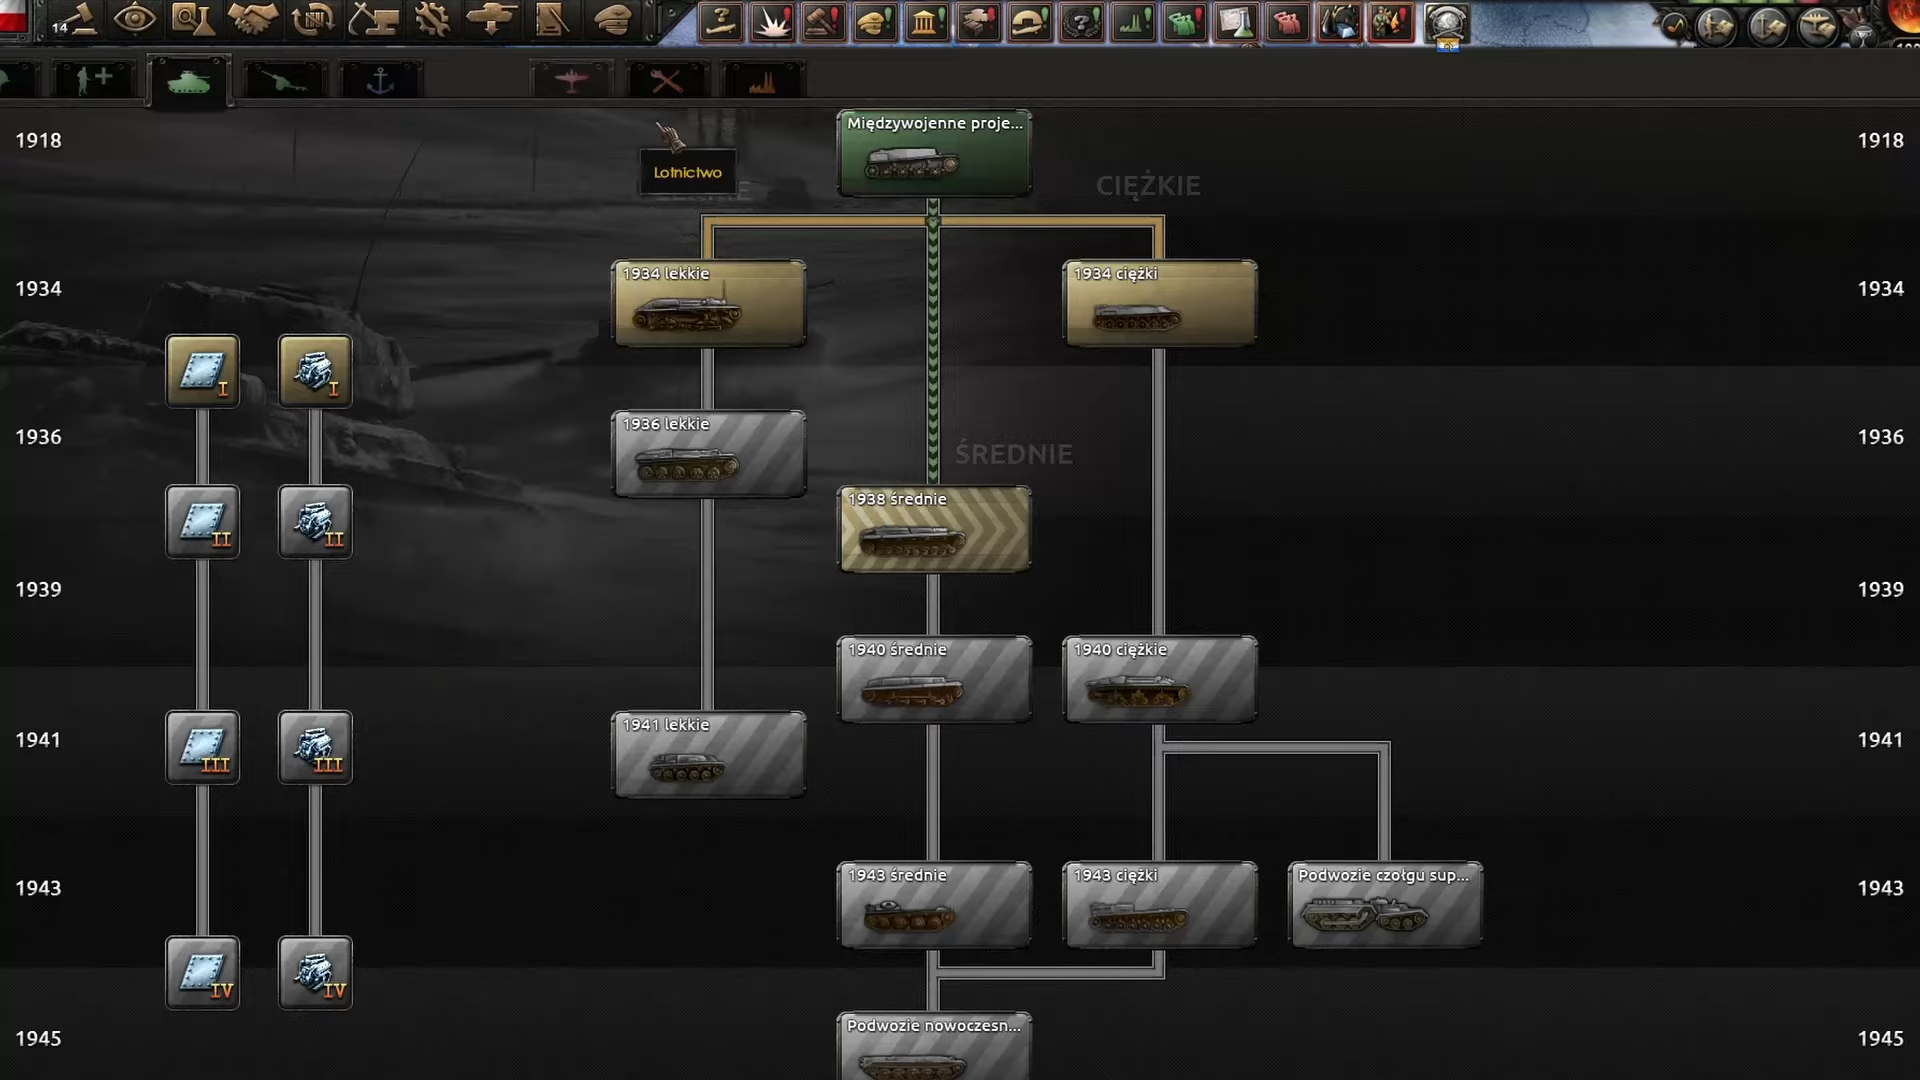 14
1918
Międzywojenne proje...
1918
Lotnictwo
CIĘŻKIE
1934
1934 lekkie
1934 ciężki
1934
I
I
1936
1936 lekkie
ŚREDNIE
1936
II
II
1938 średnie
1939
1939
1940 średnie
1940 ciężkie
1941
III
III
1941 lekkie
1941
1943
1943 średnie
1943 ciężki
Podwozie czołgu sup...
1943
IV
IV
1945
Podwozie nowoczesn...
1945